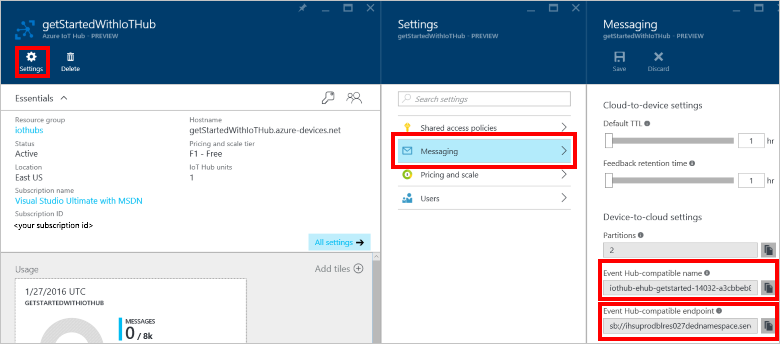 getStartedWithIoTHub
Azure IoT Hub - PREVIEW
Settings
Delete
Essentials
Resource group
iothubs
Status
Active
Location
East US
Subscription name
Visual Studio Ultimate with MSDN
Subscription ID
<your subscription id>
Hostname
getStartedWithIoTHub.azure-devices.net
Pricing and scale tier
F1 - Free
IoT Hub units
1
All settings
Usage
Add tiles
1/27/2016 UTC
GETSTARTEDWITHIOTHUB
MESSAGES
0 / 8k
Settings
getStartedWithIoTHub
Search settings
Shared access policies
Messaging
Pricing and scale
Users
Messaging
getStartedWithIoTHub - PREVIEW
Save
Discard
Cloud-to-device settings
Default TTL
1 hr
Feedback retention time
1 hr
Device-to-cloud settings
Partitions
2
Event Hub-compatible name
iothub-ehub-getstarted-14032-a3cbbeb
Event Hub-compatible endpoint
sb://ihsuprodblres027dednamespace.serv